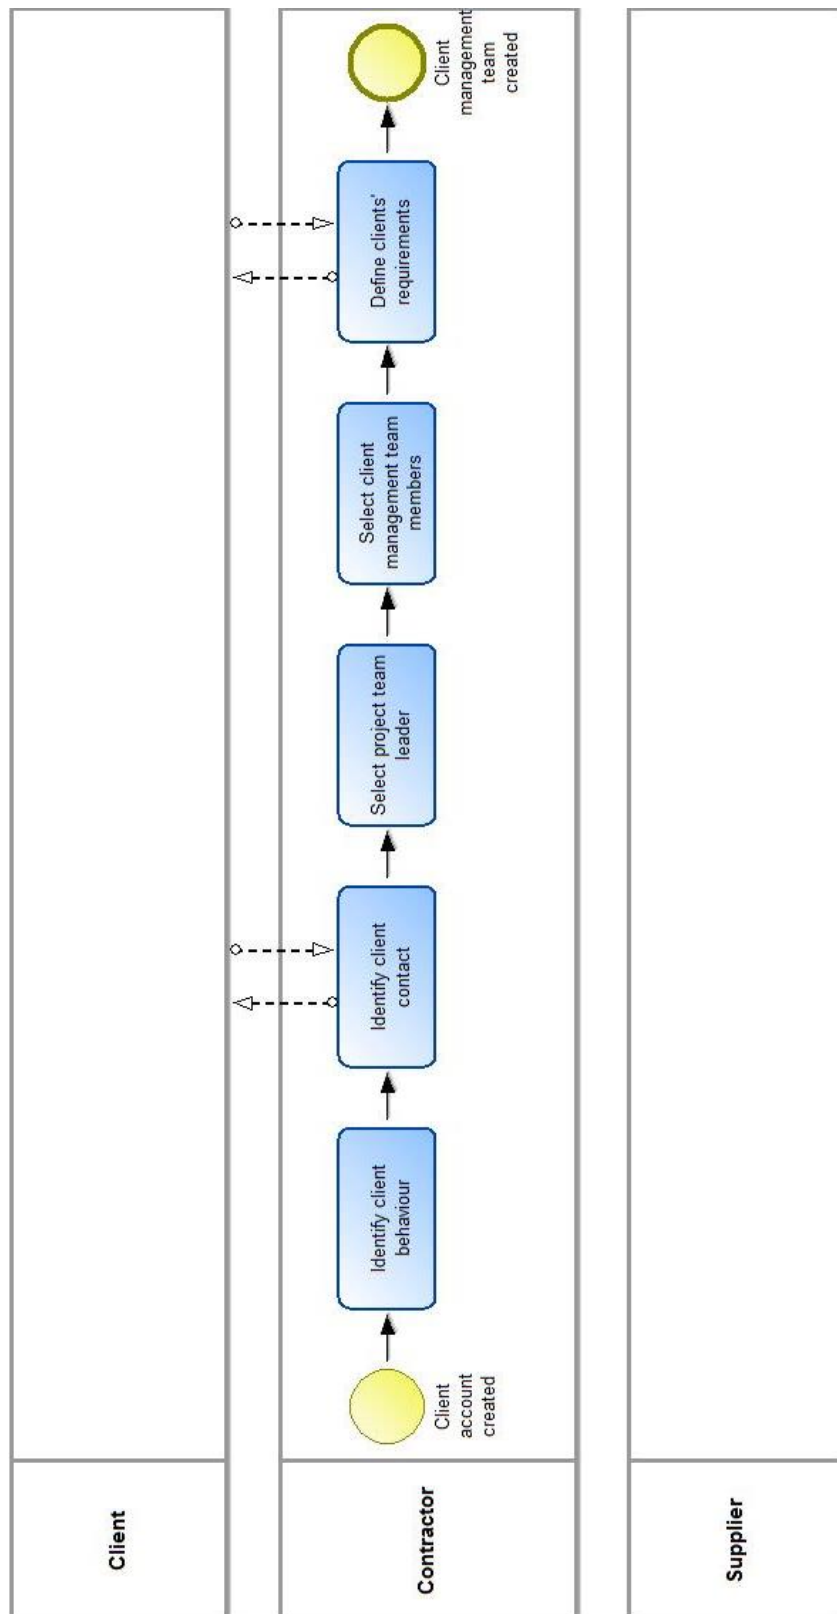 Client
Contractor
Client
account
created
Identify client
behaviour
Identify client
contact
Select project team
leader
Select client
management team
members
Define clients'
requirements
Client
management
team
created
Supplier